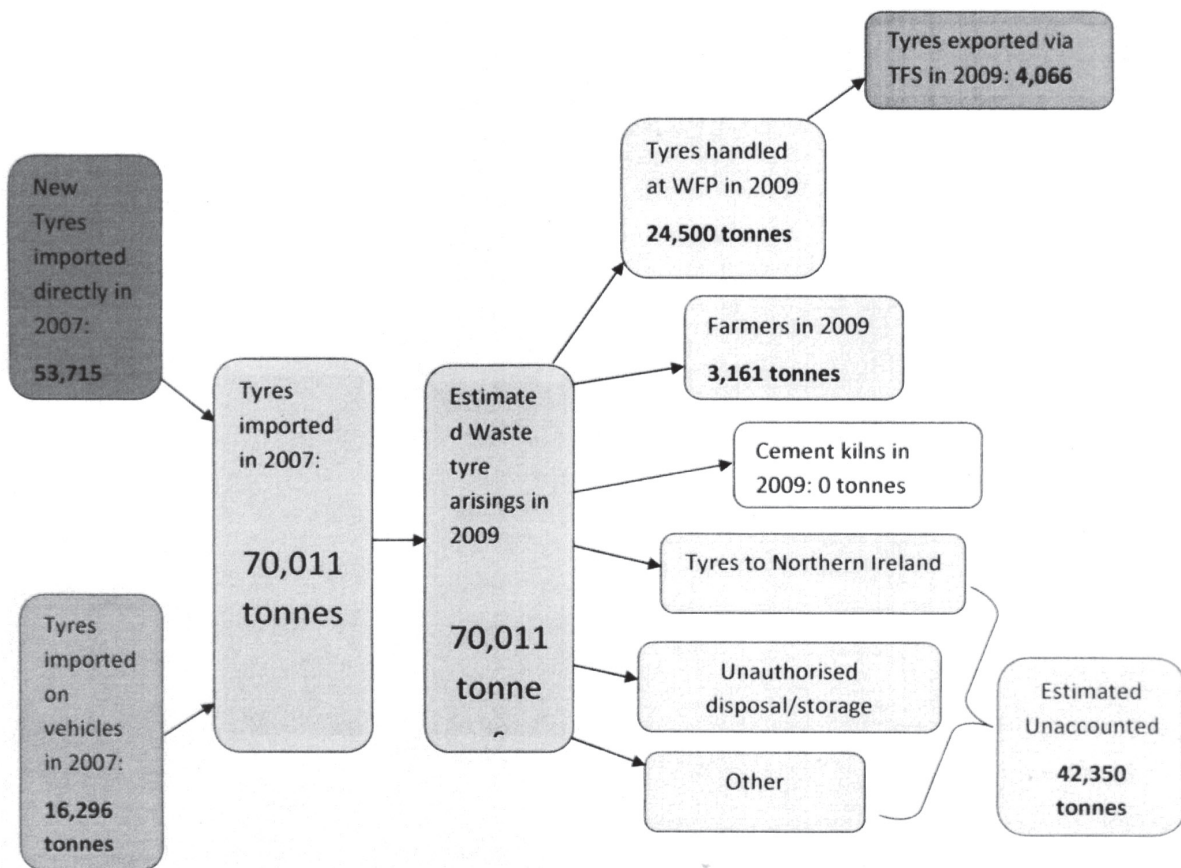 New
Tyres
imported
directly in
2007:
53,715
Tyres
imported
on
vehicles
in 2007:
16,296
tonnes
Tyres
imported
in 2007:
70,011
tonnes
Estimate
d Waste
tyre
arisings in
2009
70,011
tonne
Tyres exported via
TFS in 2009: 4,066
Tyres handled
at WFP in 2009
24,500 tonnes
Farmers in 2009
3,161 tonnes
Cement kilns in
2009: 0 tonnes
Tyres to Northern Ireland
Unauthorised
disposal/storage
Other
Estimated
Unaccounted
42,350
tonnes